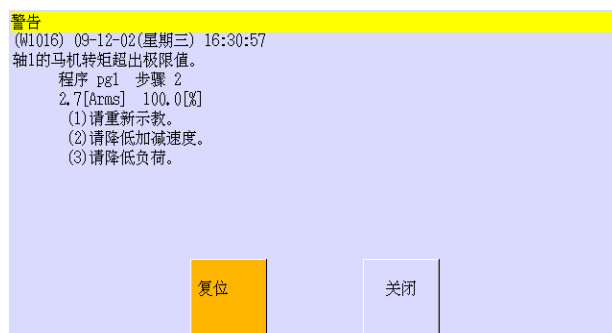 警告
(W1016) 09-12-02(星期三) 16:30:57
轴1的马机转矩超出极限值。
程序 pg1 步骤 2
2.7[Arms] 100.0[%]
(1)请重新示教。
(2)请降低加减速度。
(3)请降低负荷。
复位 关闭